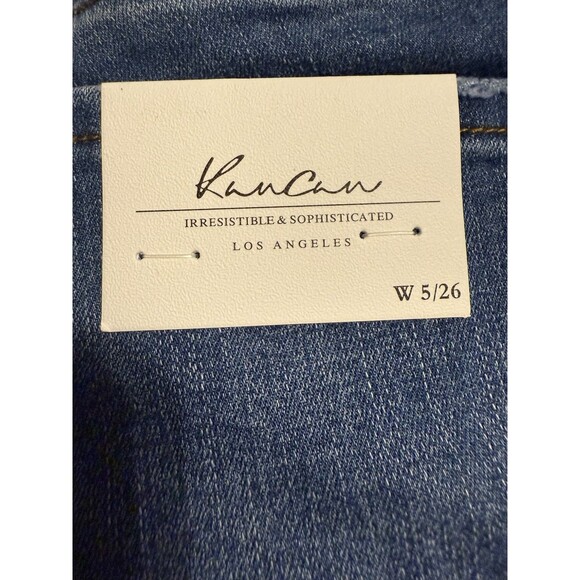 KanCan
IRRESISTIBLE & SOPHISTICATED
LOS ANGELES
W 5/26